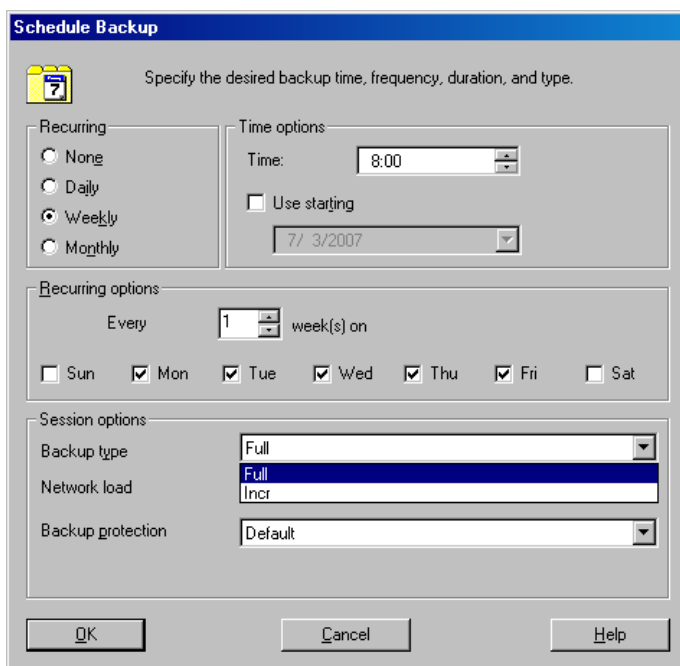 Schedule Backup
7
Specify the desired backup time, frequency, duration, and type.
Recurring
None
Daily
Weekly
Monthly
Time options
Time: 8:00
Use starting
7/ 3/2007
Recurring options
Every 1 week(s) on
Sun Mon Tue Wed Thu Fri Sat
Session options
Backup type Full
Full
Network load
Incr
Backup protection Default
OK Cancel Help